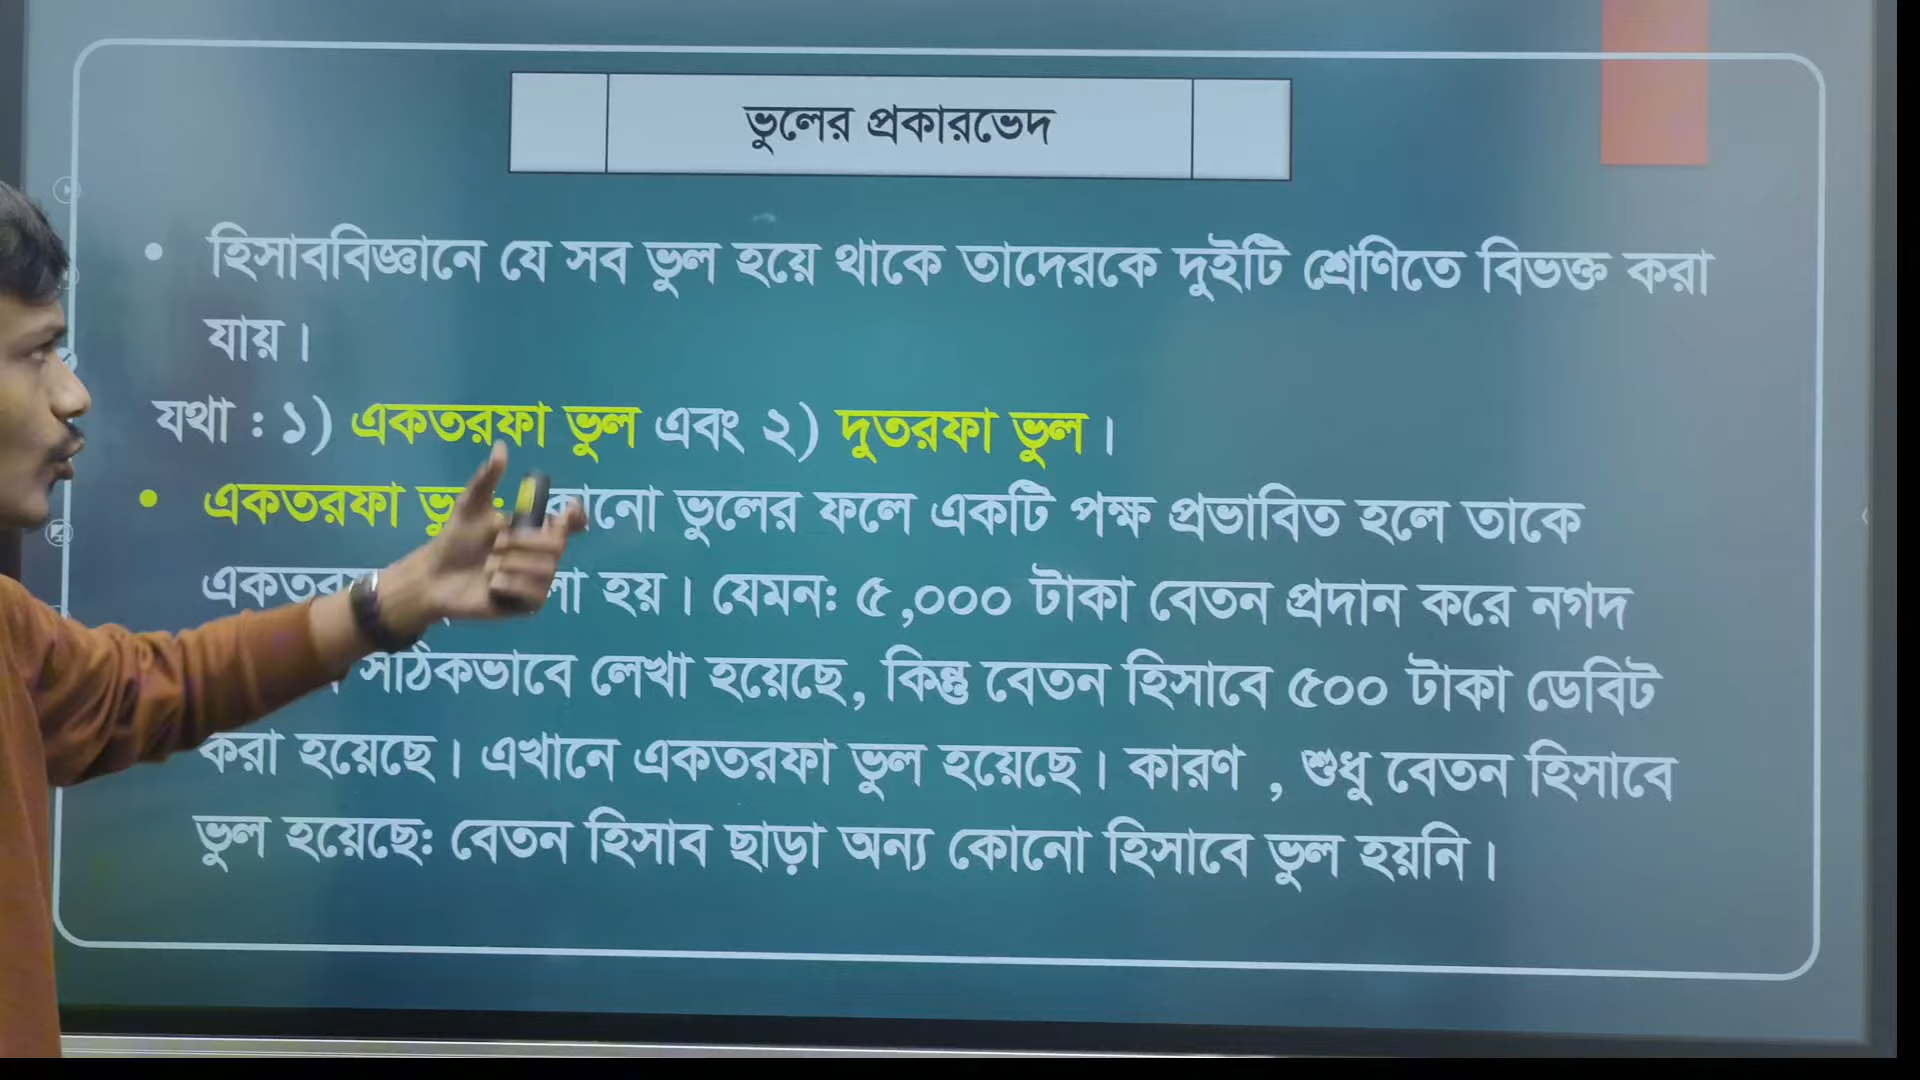 ভুলের প্রকারভেদ
• হিসাববিজ্ঞানে যে সব ভুল হয়ে থাকে তাদেরকে দুইটি শ্রেণিতে বিভক্ত করা
যায়।
যথা : ১) একতরফা ভুল এবং ২) দুতরফা ভুল।
• একতরফা ভুলের ফলে একটি পক্ষ প্রভাবিত হলে তাকে
হয়। যেমন: ৫,০০০ টাকা বেতন প্রদান করে নগদ
সঠিকভাবে লেখা হয়েছে, কিন্তু বেতন হিসাবে ৫০০ টাকা ডেবিট
করা হয়েছে। এখানে একতরফা ভুল হয়েছে। কারণ , শুধু বেতন হিসাবে
ভুল হয়েছে: বেতন হিসাব ছাড়া অন্য কোনো হিসাবে ভুল হয়নি।